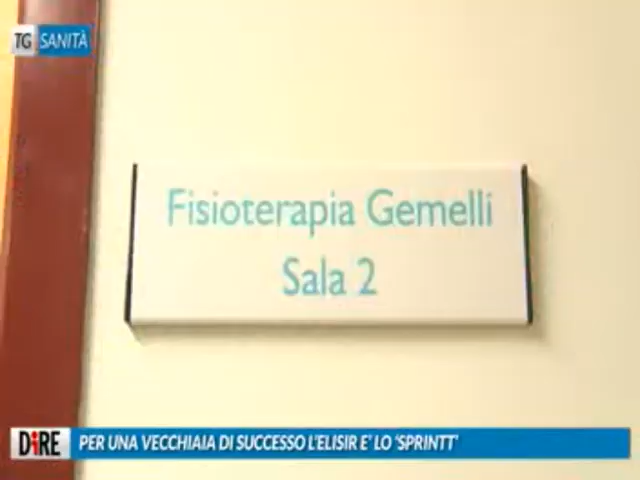 TG SANITÀ
Fisioterapia Gemelli
Sala 2
DiRE PER UNA VECCHIAIA DI SUCCESSO L'ELISIR E' LO 'SPRINTT'